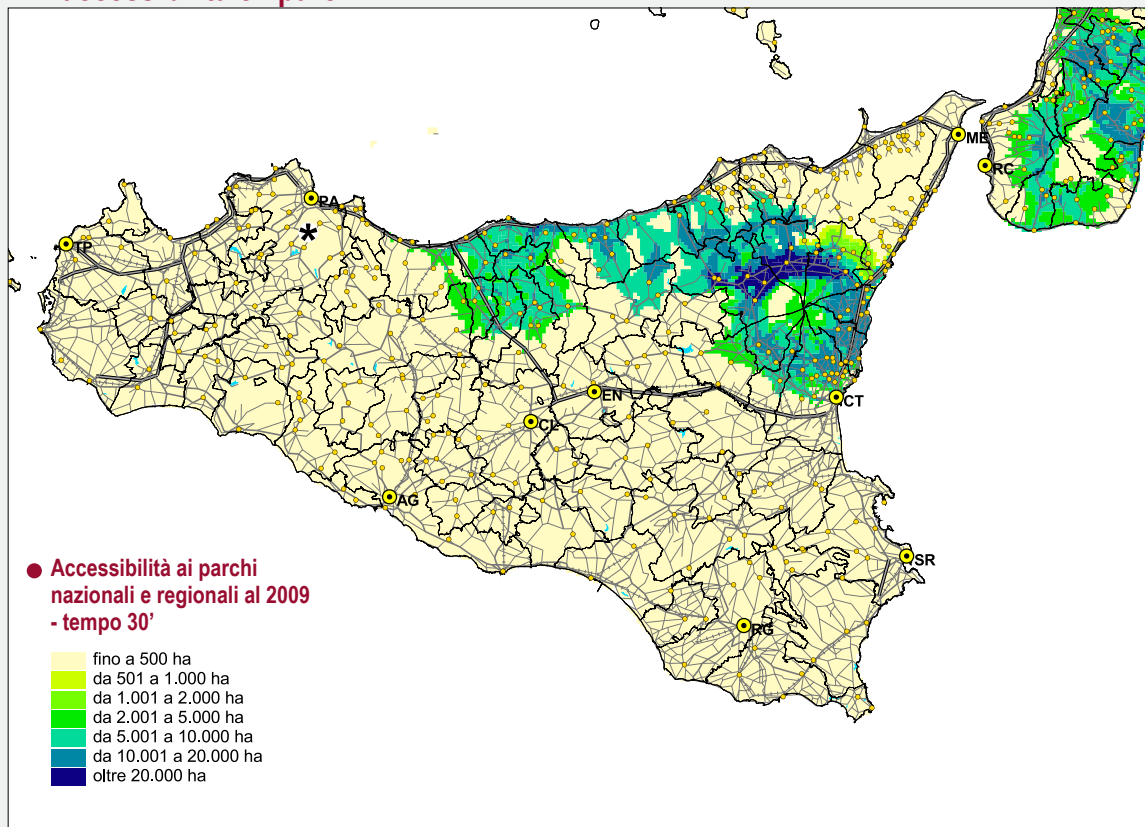 ME
RC
PA
*
TP
EN
CT
CL
AG
SR
RG
Accessibilità ai parchi
nazionali e regionali al 2009
- tempo 30’
fino a 500 ha
da 501 a 1.000 ha
da 1.001 a 2.000 ha
da 2.001 a 5.000 ha
da 5.001 a 10.000 ha
da 10.001 a 20.000 ha
oltre 20.000 ha